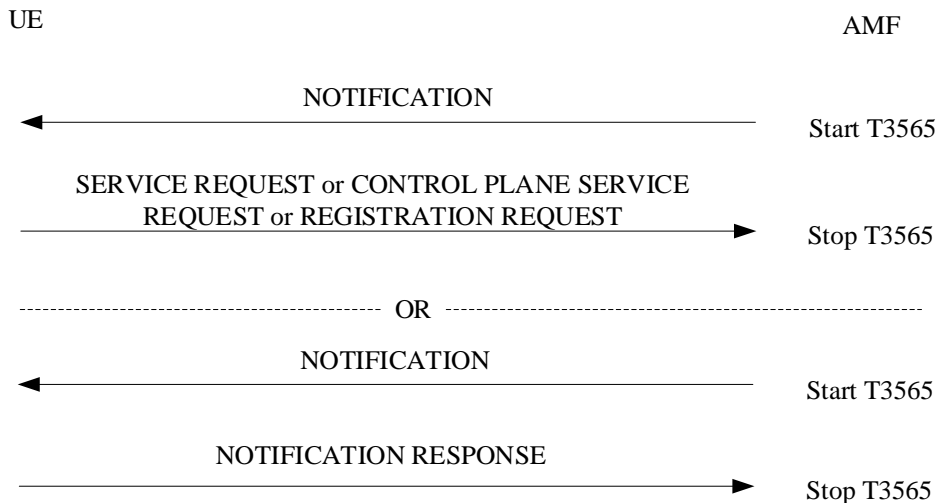 UE
AMF
NOTIFICATION
Start T3565
SERVICE REQUEST or CONTROL PLANE SERVICE
REQUEST or REGISTRATION REQUEST
Stop T3565
OR
NOTIFICATION
Start T3565
NOTIFICATION RESPONSE
Stop T3565